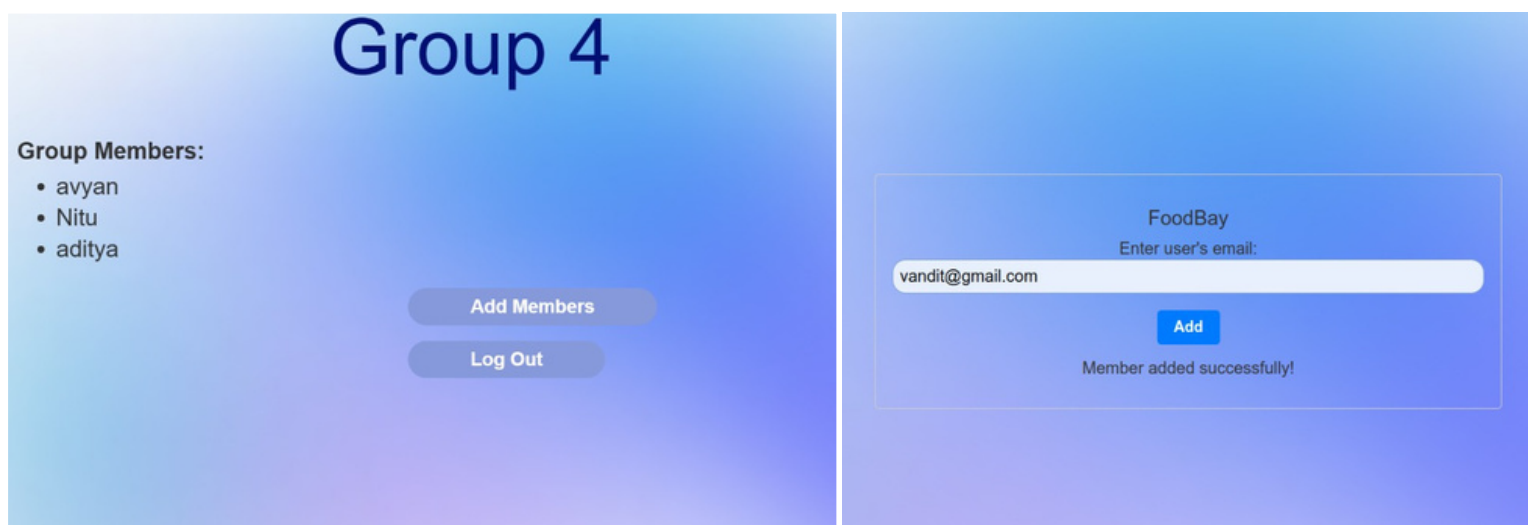 Group 4
Group Members:
avyan
Nitu
aditya
Add Members
Log Out
FoodBay
Enter user's email:
vandit@gmail.com
Add
Member added successfully!